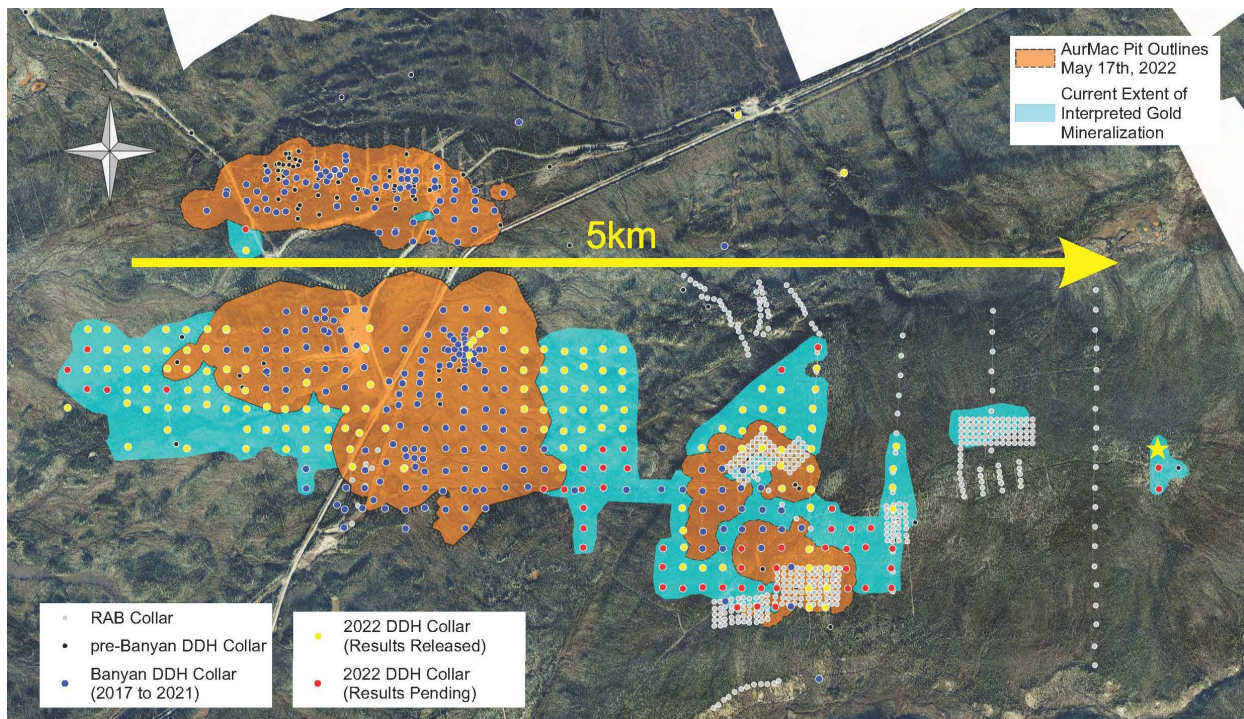 AurMac Pit Outlines
May 17th, 2022
Current Extent of
Interpreted Gold
Mineralization
N
5km
RAB Collar
pre-Banyan DDH Collar
Banyan DDH Collar
(2017 to 2021)
2022 DDH Collar
(Results Released)
2022 DDH Collar
(Results Pending)